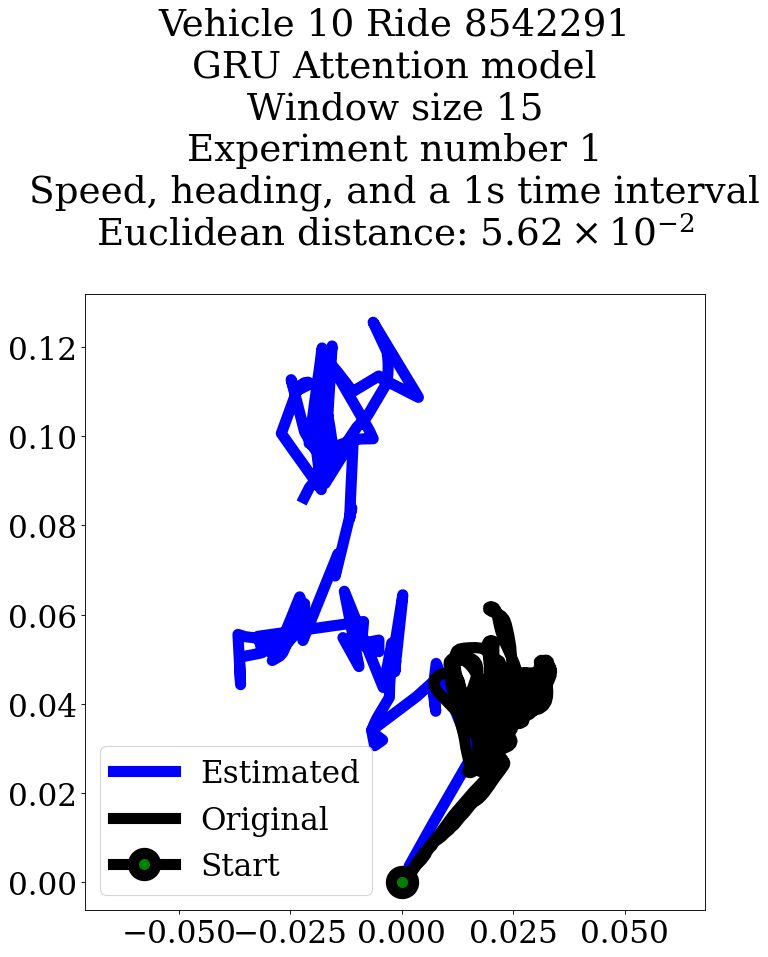 Vehicle 10 Ride 8542291
GRU Attention model
Window size 15
Experiment number 1
Speed, heading, and a 1s time interval
Euclidean distance: 5.62 × 10⁻²
0.12
0.10
0.08
0.06
0.04
0.02
0.00
Estimated
Original
Start
−0.050 −0.025 0.000 0.025 0.050